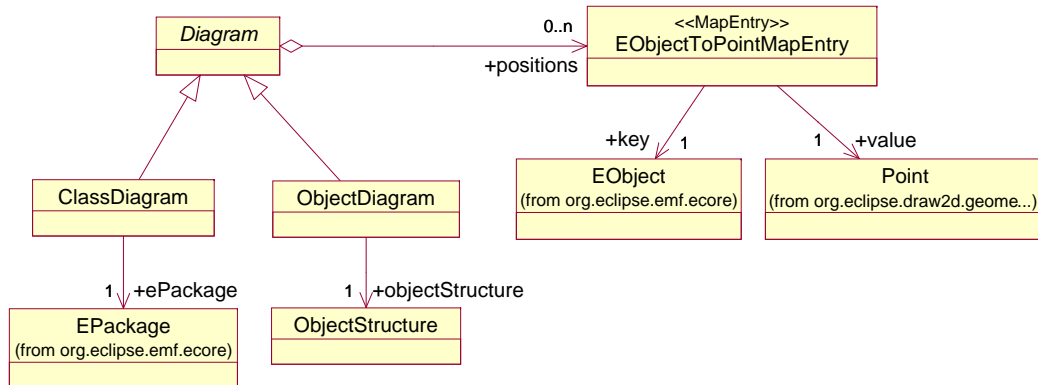 Diagram
0..n
+positions
<<MapEntry>>
EObjectToPointMapEntry
+key
1
1
+value
EObject
(from org.eclipse.emf.ecore)
Point
(from org.eclipse.draw2d.geome...)
ClassDiagram
ObjectDiagram
1
+ePackage
1
+objectStructure
EPackage
(from org.eclipse.emf.ecore)
ObjectStructure